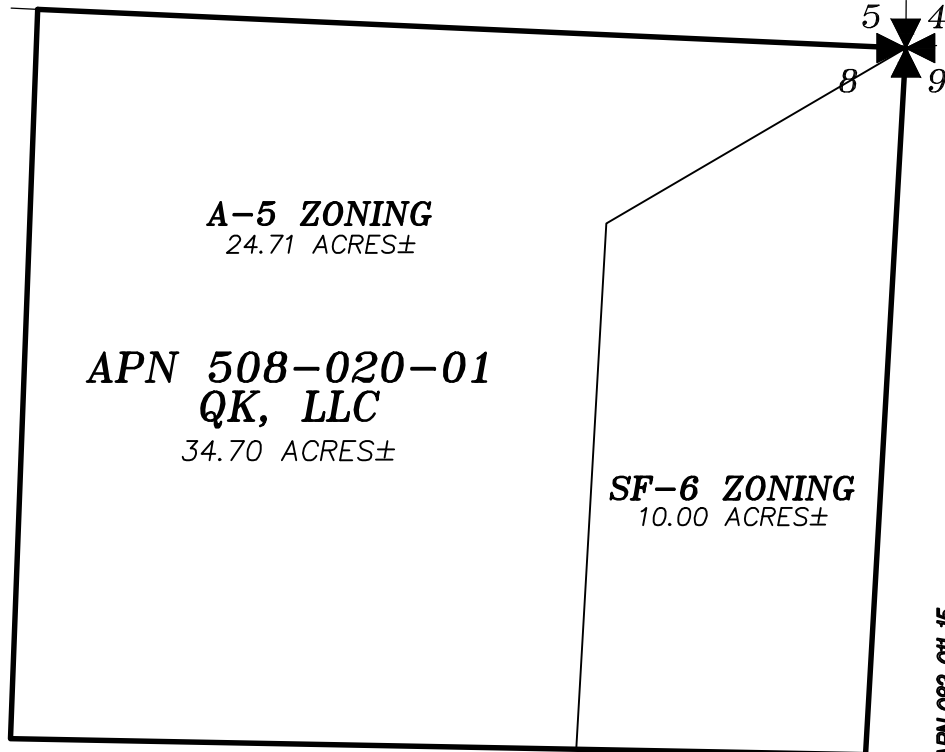 5 4
8 9
A-5 ZONING
24.71 ACRES±
APN 508-020-01
QK, LLC
34.70 ACRES±
SF-6 ZONING
10.00 ACRES±